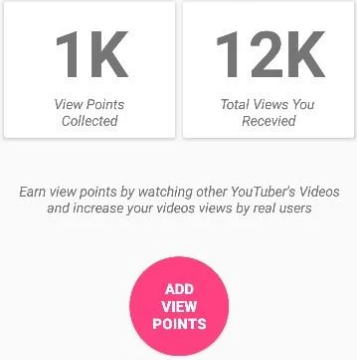 1K
12K
View Points
Collected
Total Views You
Recevied
Earn view points by watching other YouTuber's Videos
and increase your videos views by real users
ADD
VIEW
POINTS